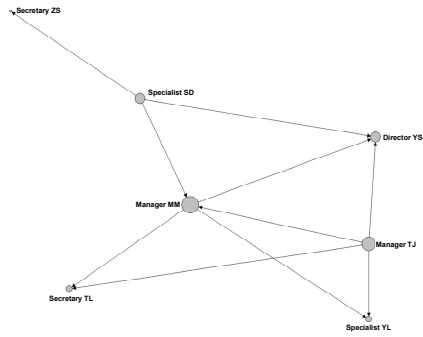 Secretary ZS
Specialist SD
Director YS
Manager MM
Manager TJ
Secretary TL
Specialist YL